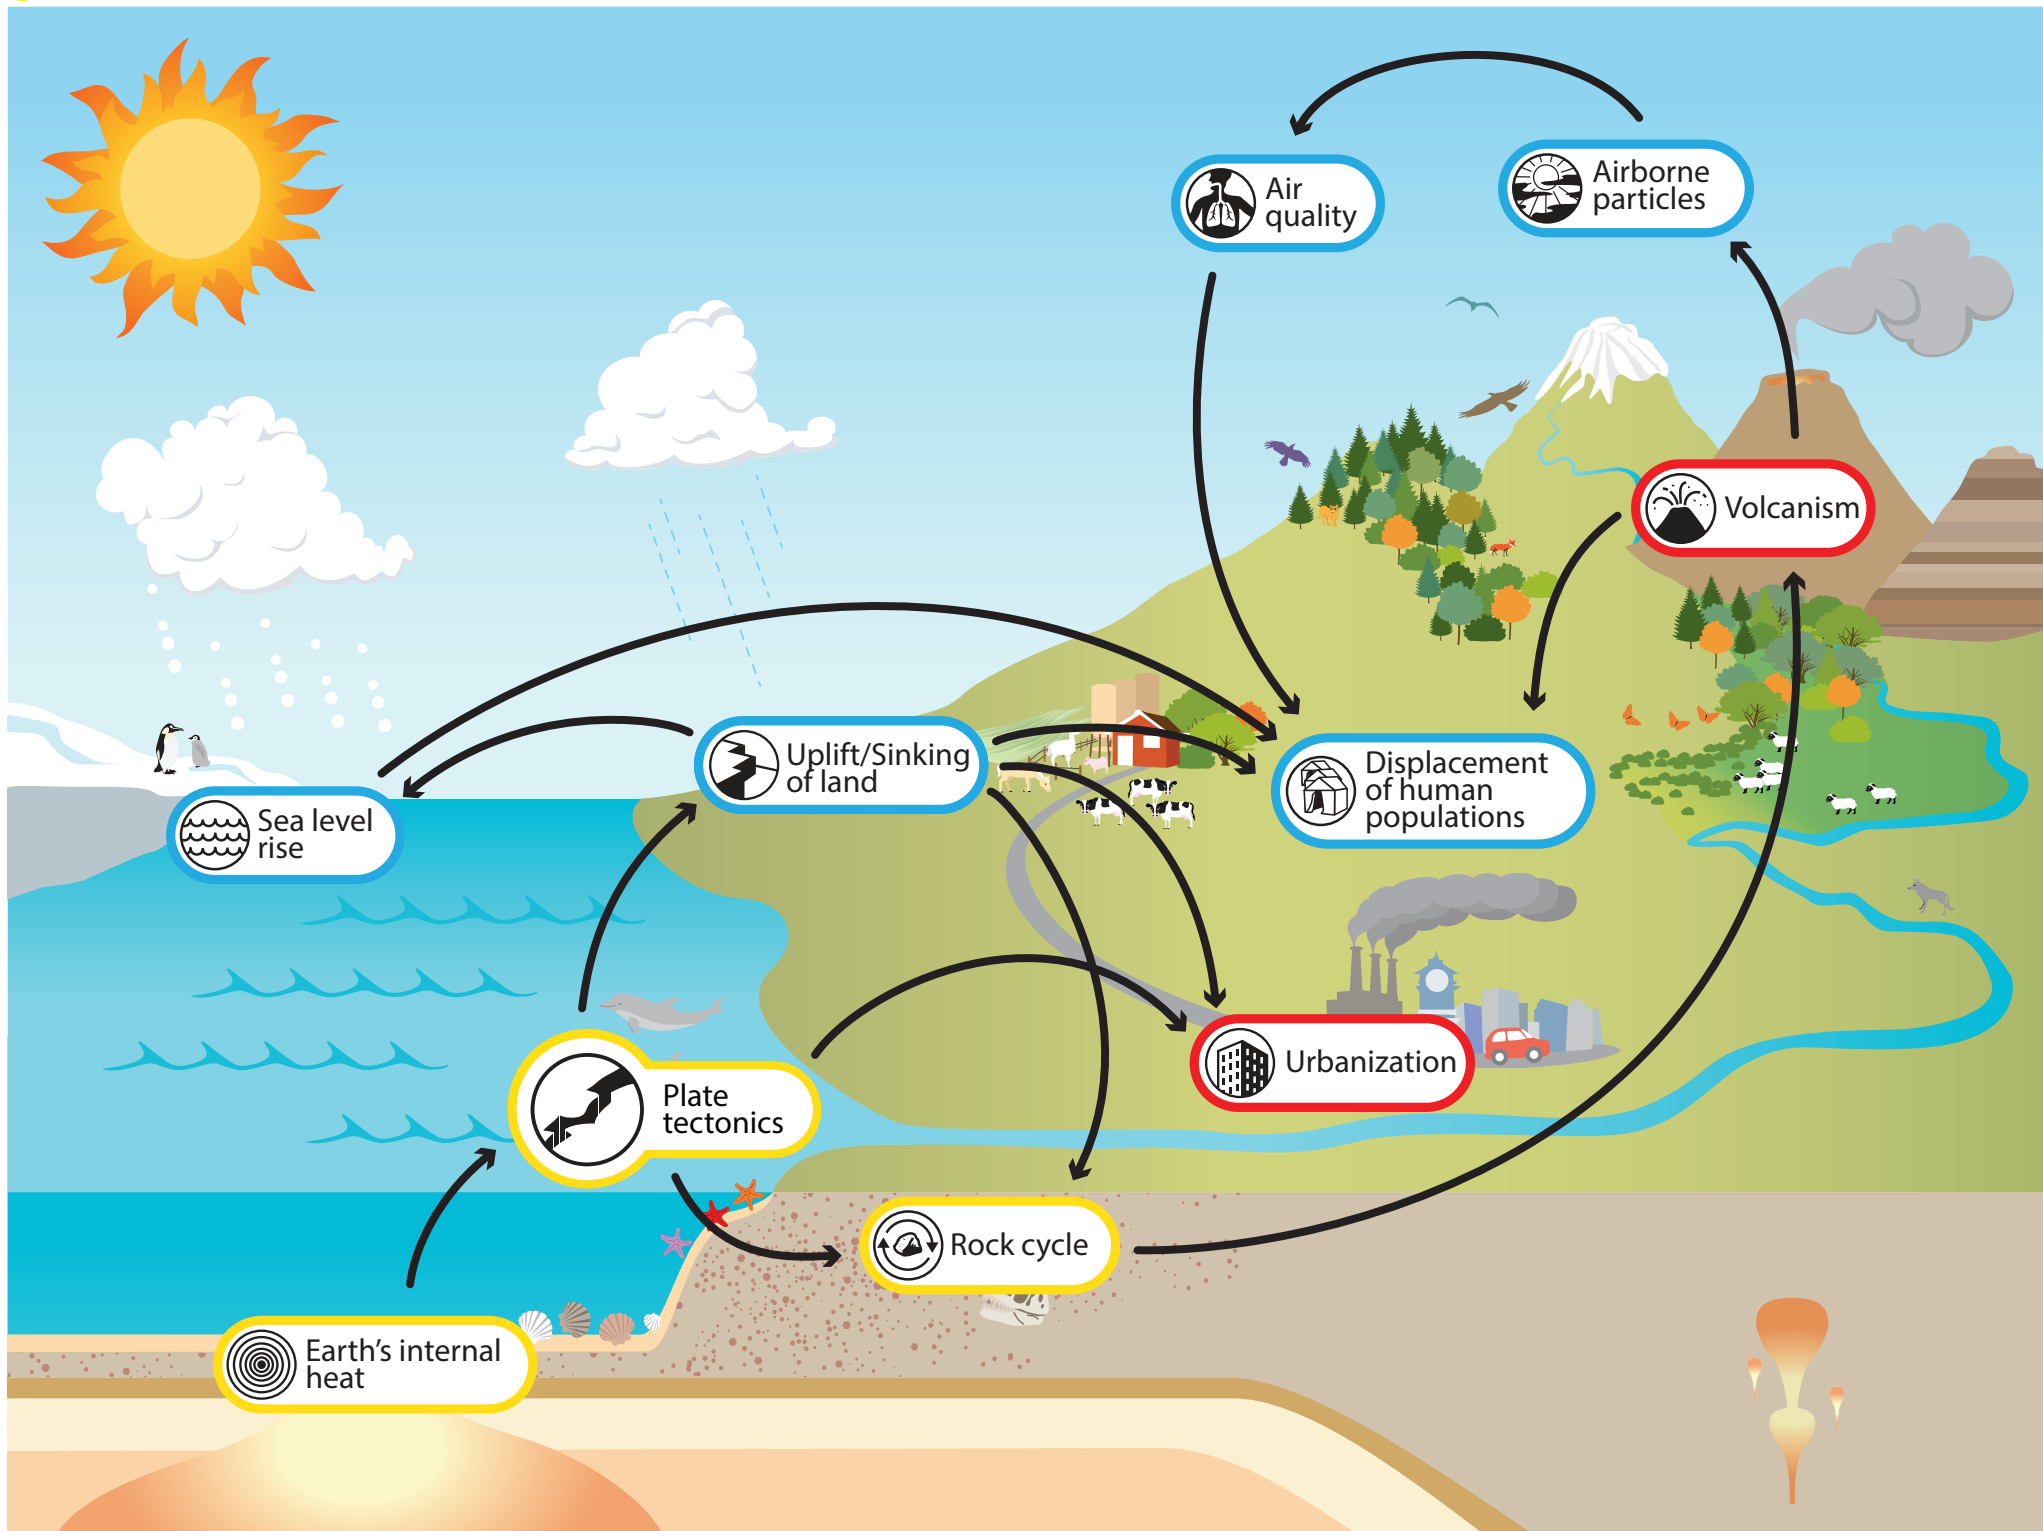 Air
quality
Airborne
particles
Volcanism
Uplift/Sinking
of land
Displacement
of human
populations
Sea level
rise
Urbanization
Plate
tectonics
Rock cycle
Earth's internal
heat